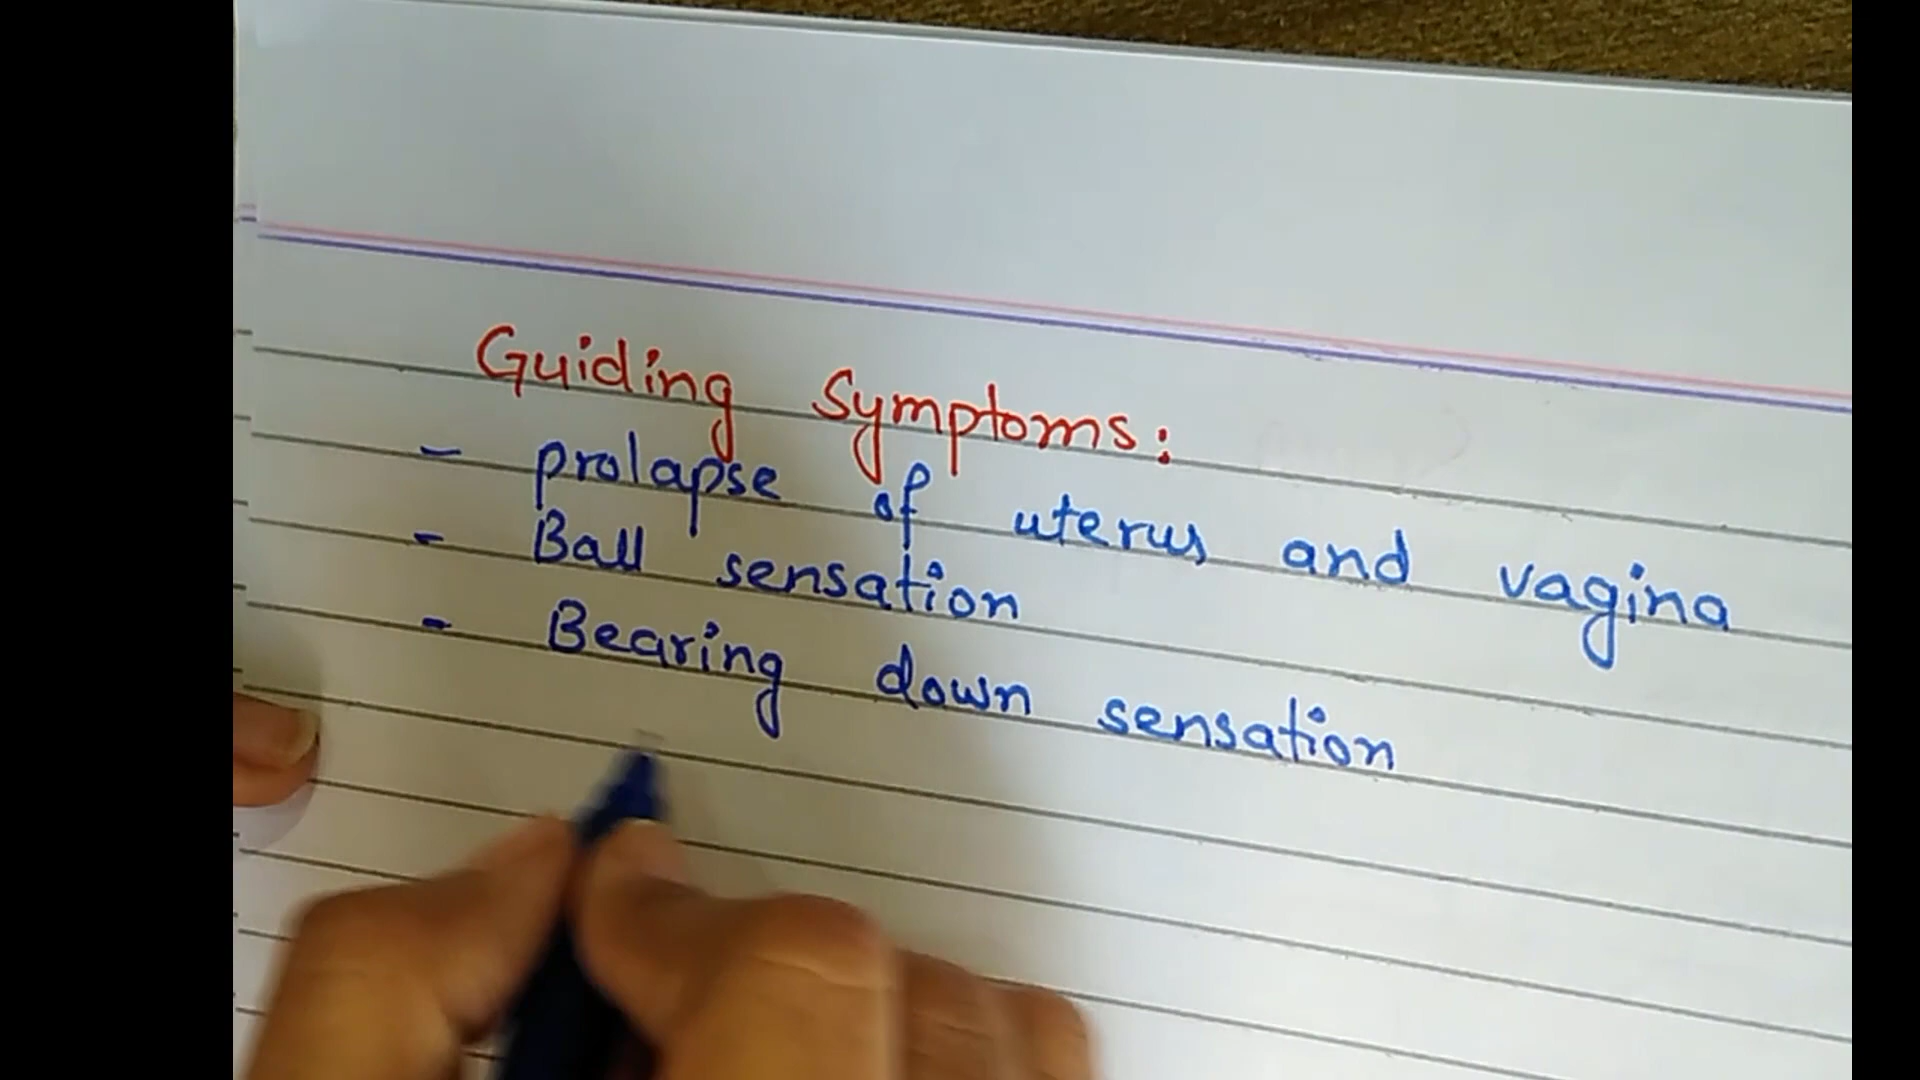 Guiding Symptoms:
- prolapse of uterus and vagina
- Ball sensation
- Bearing down sensation